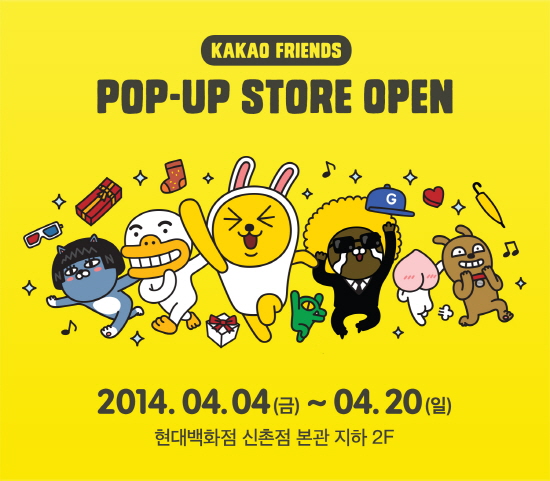 KAKAO FRIENDS
POP-UP STORE OPEN
G
2014. 04. 04(금) ~ 04. 20(일)
현대백화점 신촌점 본관 지하 2F